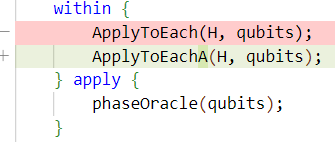 within {
-    ApplyToEach(H, qubits);
+    ApplyToEachA(H, qubits);
} apply {
    phaseOracle(qubits);
}